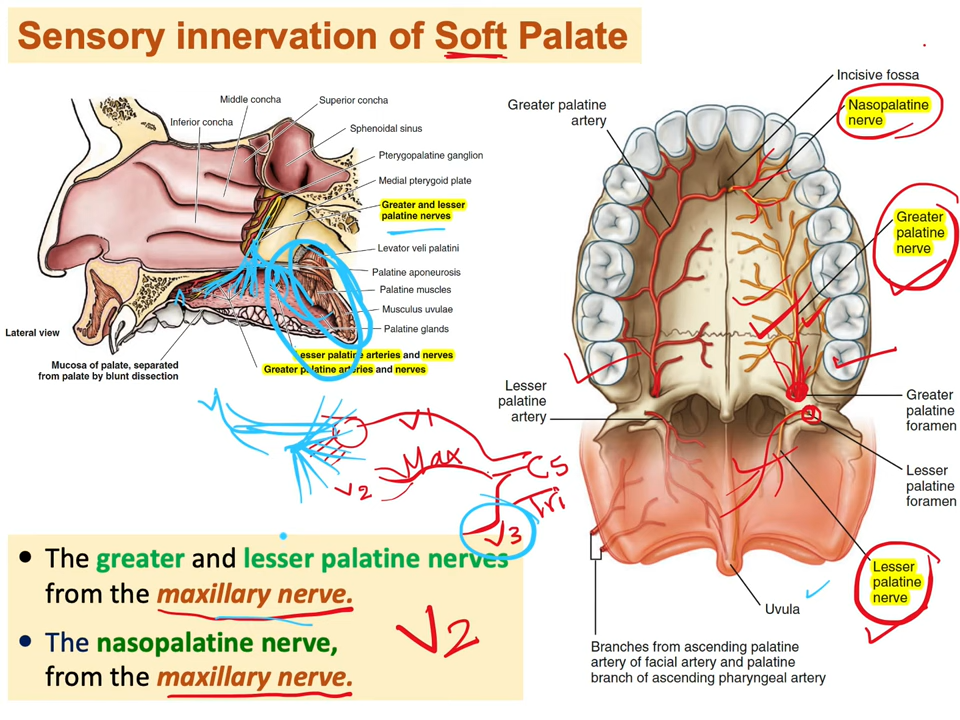 Sensory innervation of Soft Palate
Middle concha
Superior concha
Inferior concha
Sphenoidal sinus
Pterygopalatine ganglion
Medial pterygoid plate
Greater and lesser
palatine nerves
Levator veli palatini
Palatine aponeurosis
Palatine muscles
Musculus uvulae
Palatine glands
Lateral view
Mucosa of palate, separated
from palate by blunt dissection
esser palatine arteries and nerves
Greater palatine arteries and nerves
Incisive fossa
Greater palatine
artery
Nasopalatine
nerve
Greater
palatine
nerve
Lesser
palatine
artery
Greater
palatine
foramen
Lesser
palatine
foramen
Lesser
palatine
nerve
Uvula
Branches from ascending palatine
artery of facial artery and palatine
branch of ascending pharyngeal artery
V1
Max
V2
C5
Tri
V3
• The greater and lesser palatine nerves
from the maxillary nerve.
• The nasopalatine nerve,
from the maxillary nerve.
V2